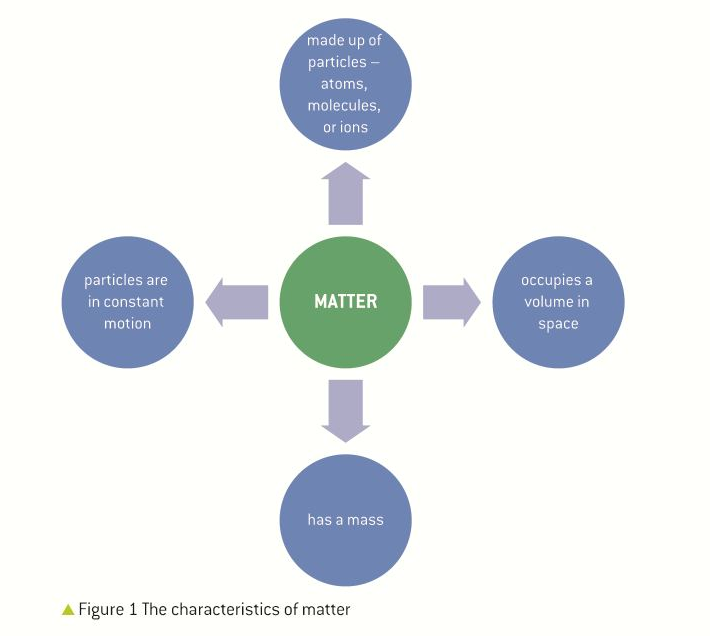 made up of
particles –
atoms,
molecules,
or ions
particles are
in constant
motion
MATTER
occupies a
volume in
space
has a mass
Figure 1 The characteristics of matter